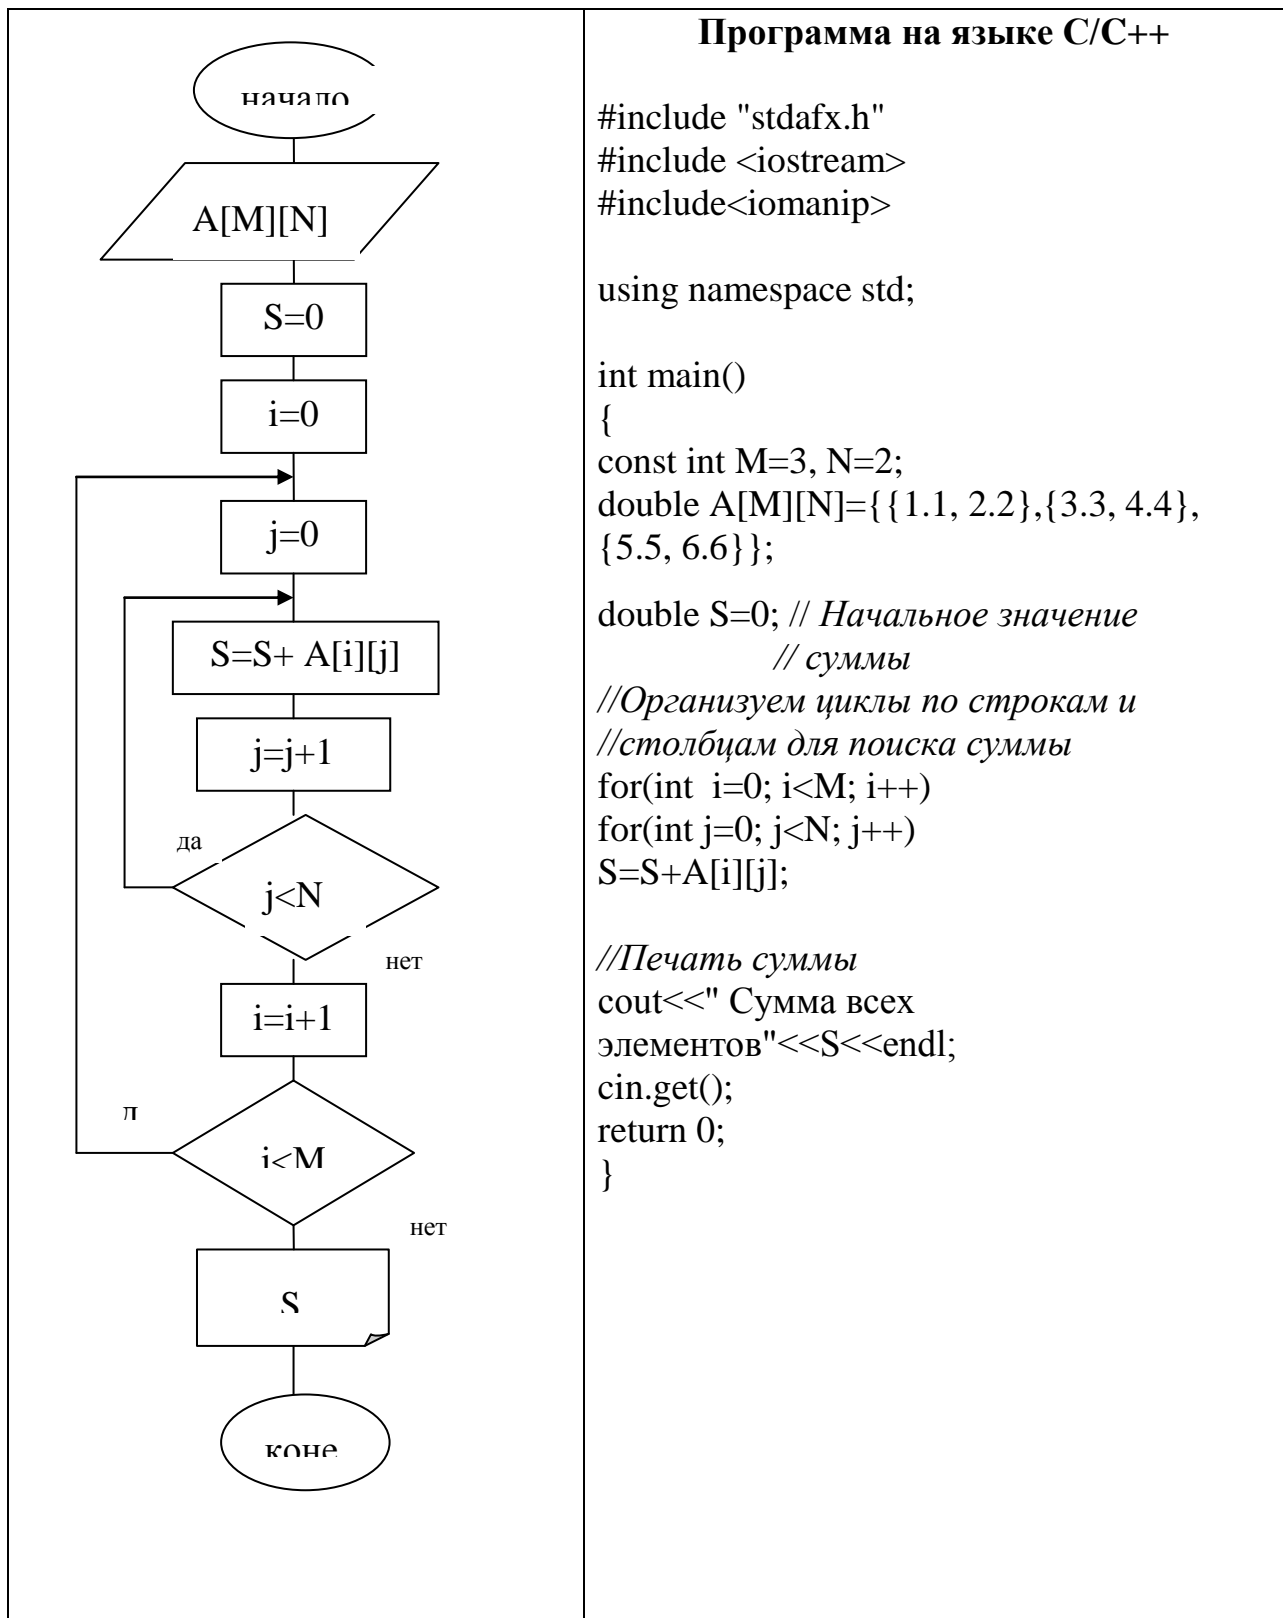 начало
A[M][N]
S=0
i=0
j=0
S=S+ A[i][j]
j=j+1
да
j<N
нет
i=i+1
д
i<M
нет
S
коне
Программа на языке C/C++
#include "stdafx.h"
#include <iostream>
#include<iomanip>
using namespace std;
int main()
{
const int M=3, N=2;
double A[M][N]={{1.1, 2.2},{3.3, 4.4},
{5.5, 6.6}};
double S=0; // Начальное значение
// суммы
//Организуем циклы по строкам и
//столбцам для поиска суммы
for(int  i=0; i<M; i++)
for(int j=0; j<N; j++)
S=S+A[i][j];
//Печать суммы
cout<<" Сумма всех
элементов"<<S<<endl;
cin.get();
return 0;
}